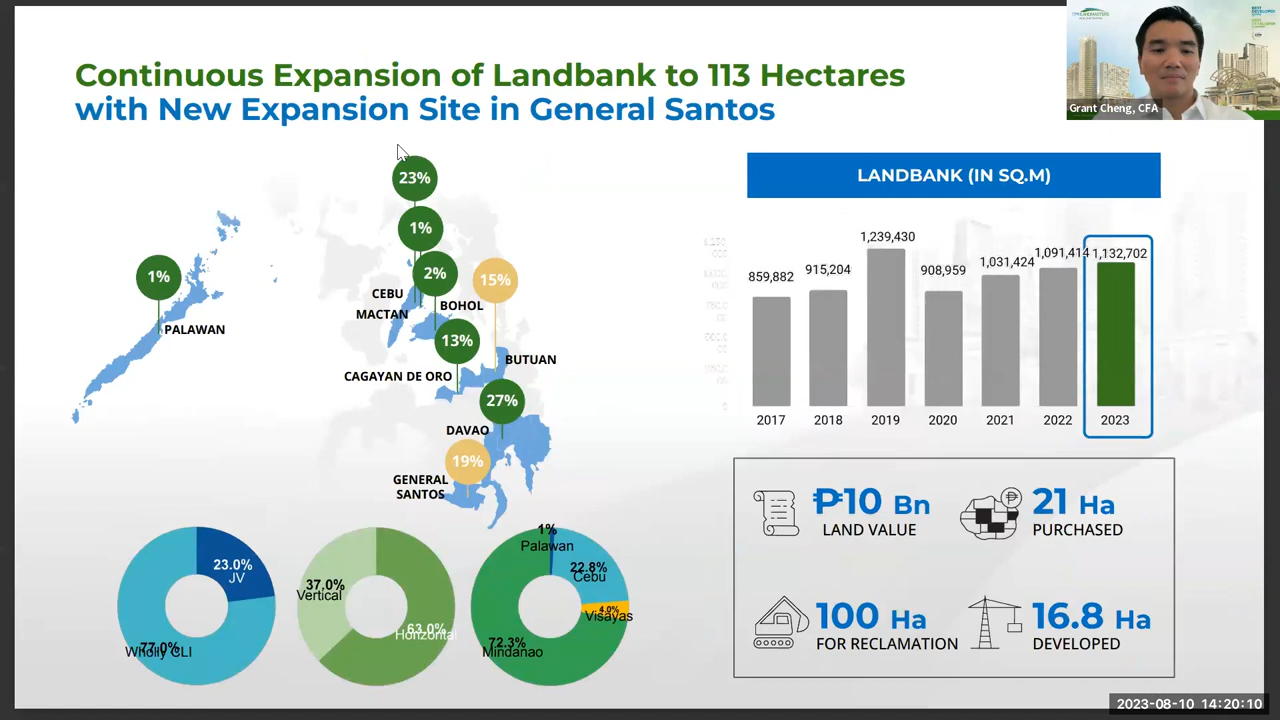 Continuous Expansion of Landbank to 113 Hectares
with New Expansion Site in General Santos
Grant Cheng, CFA
23%
1%
2%
15%
1%
CEBU
MACTAN
BOHOL
PALAWAN
13%
BUTUAN
CAGAYAN DE ORO
27%
DAVAO
19%
GENERAL
SANTOS
LANDBANK (IN SQ.M)
859,882
915,204
1,239,430
908,959
1,031,424
1,091,414
1,132,702
2017
2018
2019
2020
2021
2022
2023
23.0%
JV
77.0%
Wholly CLI
37.0%
Vertical
63.0%
Horizontal
1%
Palawan
22.8%
Cebu
4.0%
Visayas
72.3%
Mindanao
₱10 Bn
LAND VALUE
21 Ha
PURCHASED
100 Ha
FOR RECLAMATION
16.8 Ha
DEVELOPED
2023-08-10 14:20:10